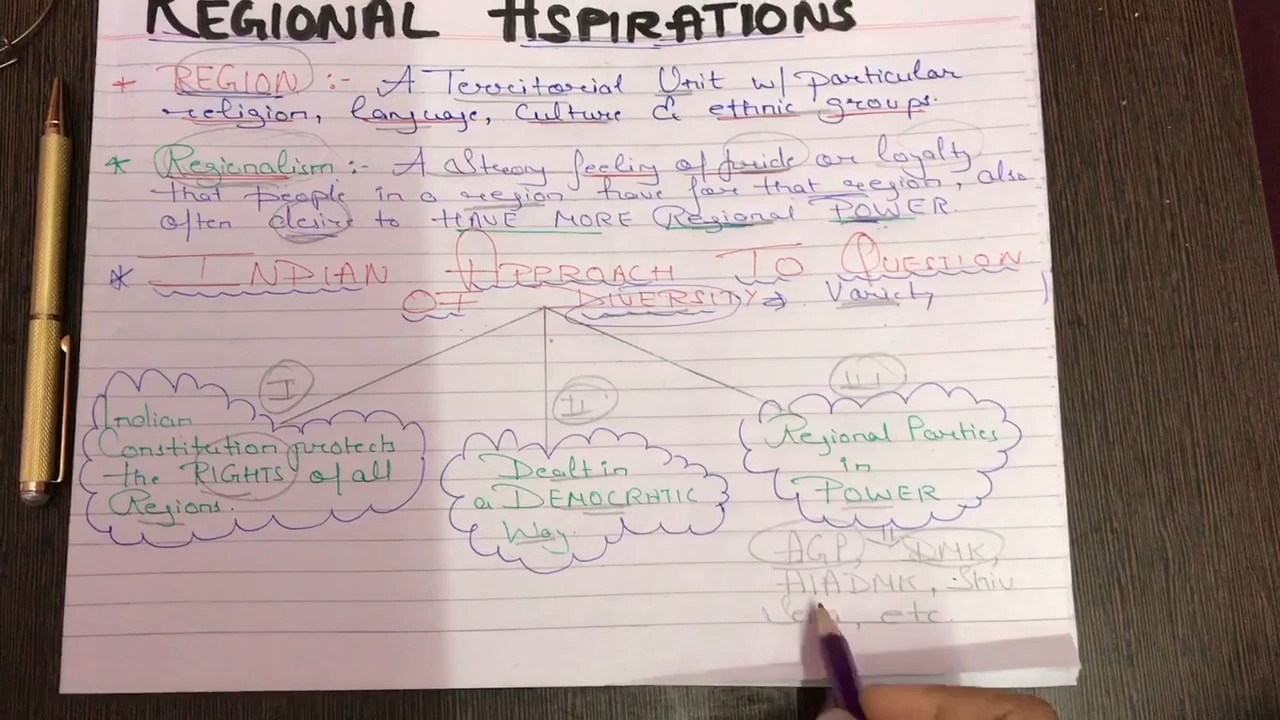 REGIONAL ASPIRATIONS
* REGION :- A Territorial Unit w/ particular
religion, language, culture & ethnic groups.
* Regionalism :- A strong feeling of pride or loyalty
that people in a region have for that region, also
often desire to HAVE MORE Regional POWER.
* INDIAN APPROACH TO QUESTION
OF DIVERSITY → Variety
I
II
III
Indian
Constitution protects
the RIGHTS of all
Regions.
Dealt in
a DEMOCRATIC
Way.
Regional Parties
in
POWER
AGP DMK,
AIADMK, Shiv
etc.